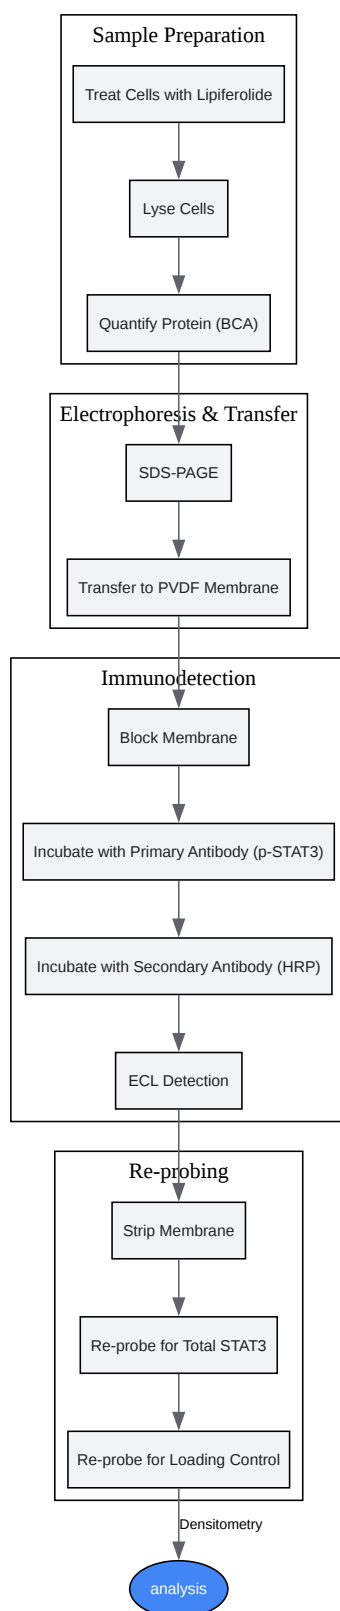 Sample Preparation
Treat Cells with Lipiferolide
Lyse Cells
Quantify Protein (BCA)
Electrophoresis & Transfer
SDS-PAGE
Transfer to PVDF Membrane
Immunodetection
Block Membrane
Incubate with Primary Antibody (p-STAT3)
Incubate with Secondary Antibody (HRP)
ECL Detection
Re-probing
Strip Membrane
Re-probe for Total STAT3
Re-probe for Loading Control
Densitometry
analysis